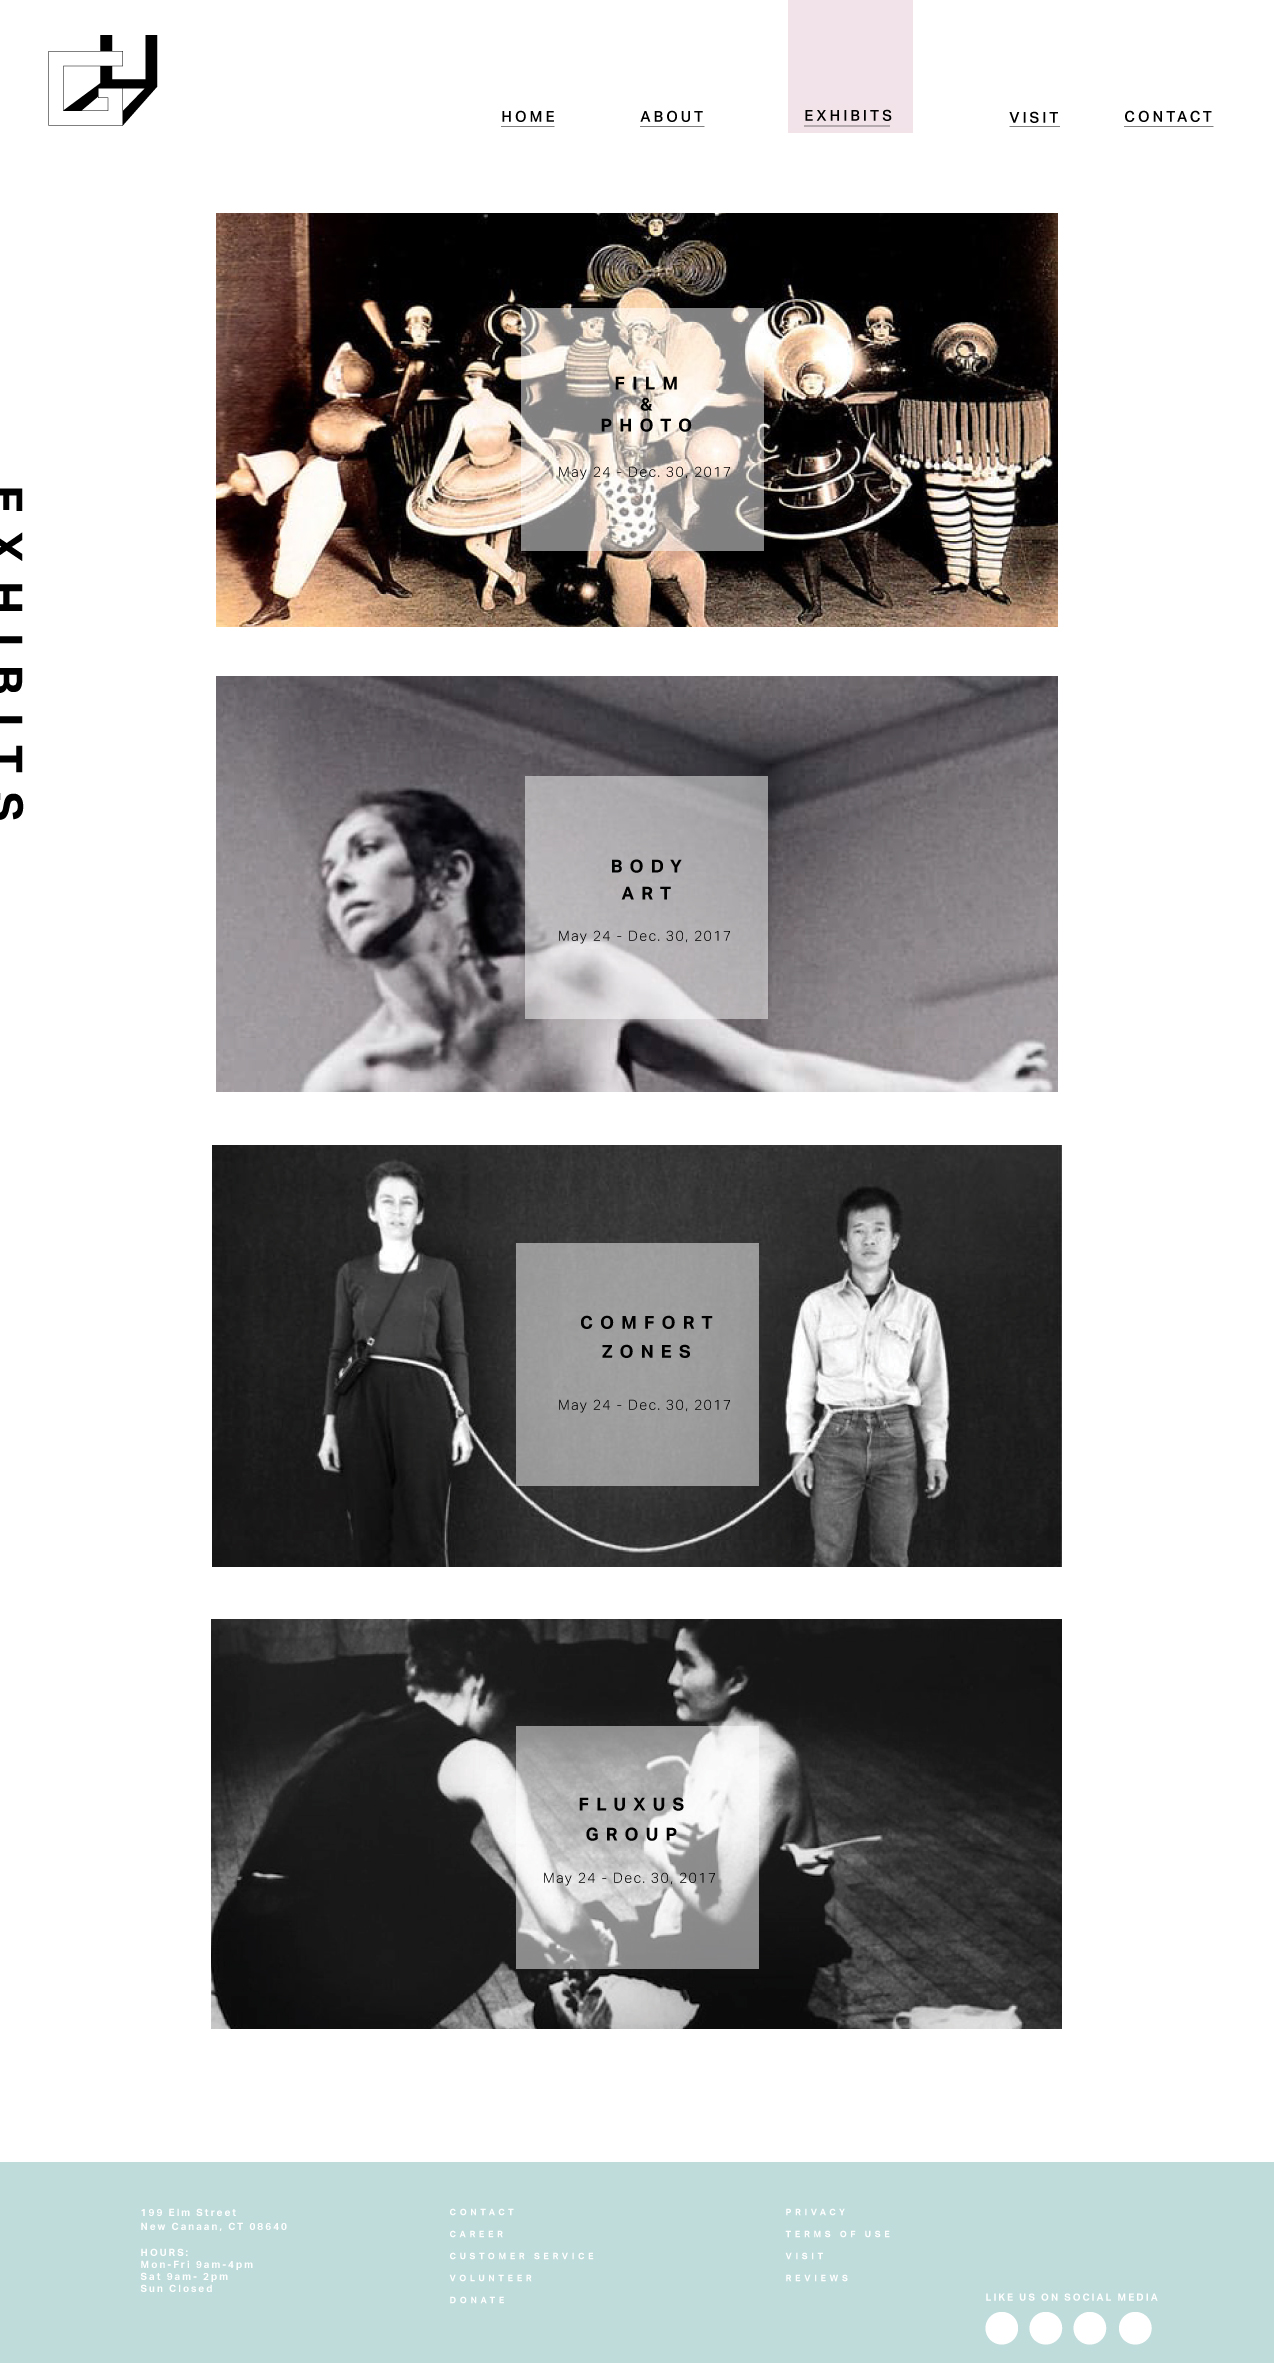 HOME
ABOUT
EXHIBITS
VISIT
CONTACT
EXHIBITS
FILM
&
PHOTO
May 24 - Dec. 30, 2017
BODY
ART
May 24 - Dec. 30, 2017
COMFORT
ZONES
May 24 - Dec. 30, 2017
FLUXUS
GROUP
May 24 - Dec. 30, 2017
199 Elm Street
New Canaan, CT 08640
HOURS:
Mon-Fri 9am-4pm
Sat 9am- 2pm
Sun Closed
CONTACT
CAREER
CUSTOMER SERVICE
VOLUNTEER
DONATE
PRIVACY
TERMS OF USE
VISIT
REVIEWS
LIKE US ON SOCIAL MEDIA